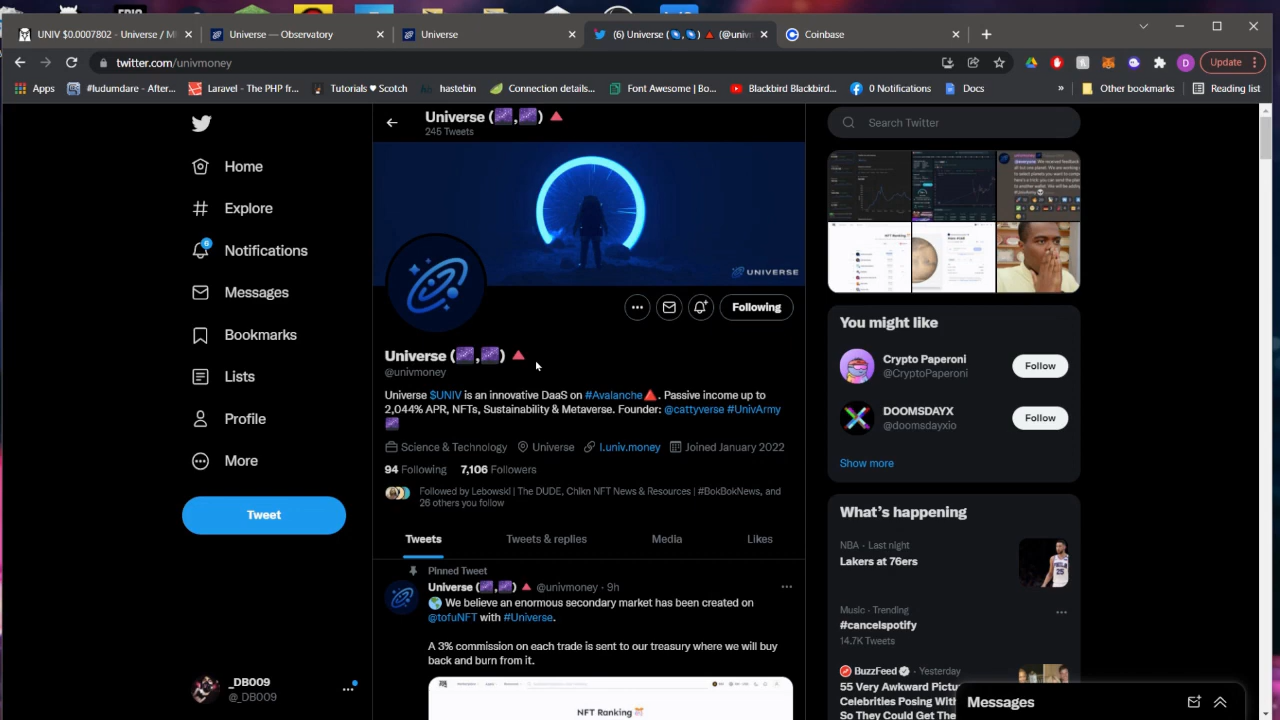 UNIV $0.0007802 - Universe / M
Universe — Observatory
Universe
(6) Universe
(@univm
Coinbase
twitter.com/univmoney
Update
Apps
#ludumdare - After...
Laravel - The PHP fr...
Tutorials ♥ Scotch
hastebin
Connection details...
Font Awesome | Bo...
Blackbird Blackbird...
0 Notifications
Docs
»
Other bookmarks
Reading list
Universe (🌌,🌌) 🔺
245 Tweets
Home
Explore
6
Notifications
Messages
Bookmarks
Lists
Profile
More
Tweet
_DB009
@_DB009
UNIVERSE
Following
Universe (🌌,🌌) 🔺
@univmoney
Universe $UNIV is an innovative DaaS on #Avalanche🔺. Passive income up to
2,044% APR, NFTs, Sustainability & Metaverse. Founder: @cattyverse #UnivArmy
🌌
Science & Technology Universe l.univ.money Joined January 2022
94 Following 7,106 Followers
Followed by Lebowski | The DUDE, Chikn NFT News & Resources | #BokBokNews, and
26 others you follow
Tweets Tweets & replies Media Likes
Pinned Tweet
Universe (🌌,🌌) 🔺 @univmoney · 9h
🌎 We believe an enormous secondary market has been created on
@tofuNFT with #Universe.
A 3% commission on each trade is sent to our treasury where we will buy
back and burn from it.
NFT Ranking
Search Twitter
NFT Ranking
You might like
Crypto Paperoni
@CryptoPaperoni
Follow
DOOMSDAYX
@doomsdayxio
Follow
Show more
What's happening
NBA · Last night
Lakers at 76ers
Music · Trending
#cancelspotify
14.7K Tweets
BuzzFeed · Yesterday
55 Very Awkward Pictu
Celebrities Posing With
So They Could Get The
Messages